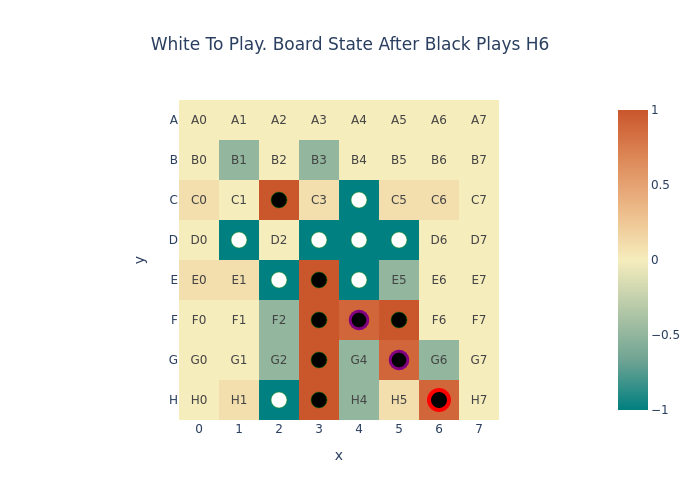 White To Play. Board State After Black Plays H6
A A0 A1 A2 A3 A4 A5 A6 A7
B B0 B1 B2 B3 B4 B5 B6 B7
C C0 C1 C3 C5 C6 C7
D D0 D2 D6 D7
E E0 E1 E5 E6 E7
F F0 F1 F2 F6 F7
G G0 G1 G2 G4 G6 G7
H H0 H1 H4 H5 H7
0 1 2 3 4 5 6 7
x
y
1
0.5
0
−0.5
−1